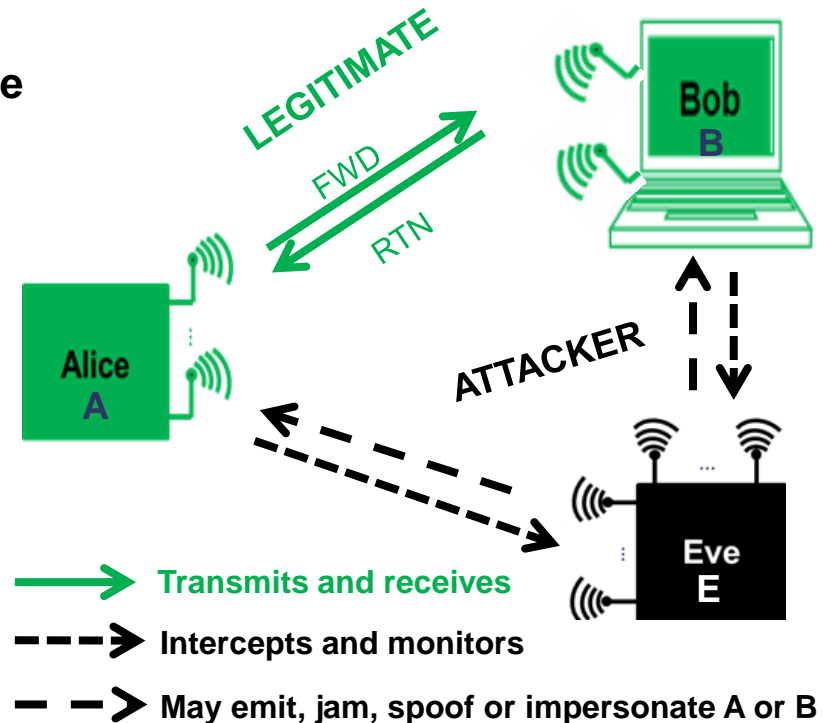 e
LEGITIMATE
FWD
RTN
Bob
B
Alice
A
ATTACKER
...
...
...
Eve
E
Transmits and receives
Intercepts and monitors
May emit, jam, spoof or impersonate A or B